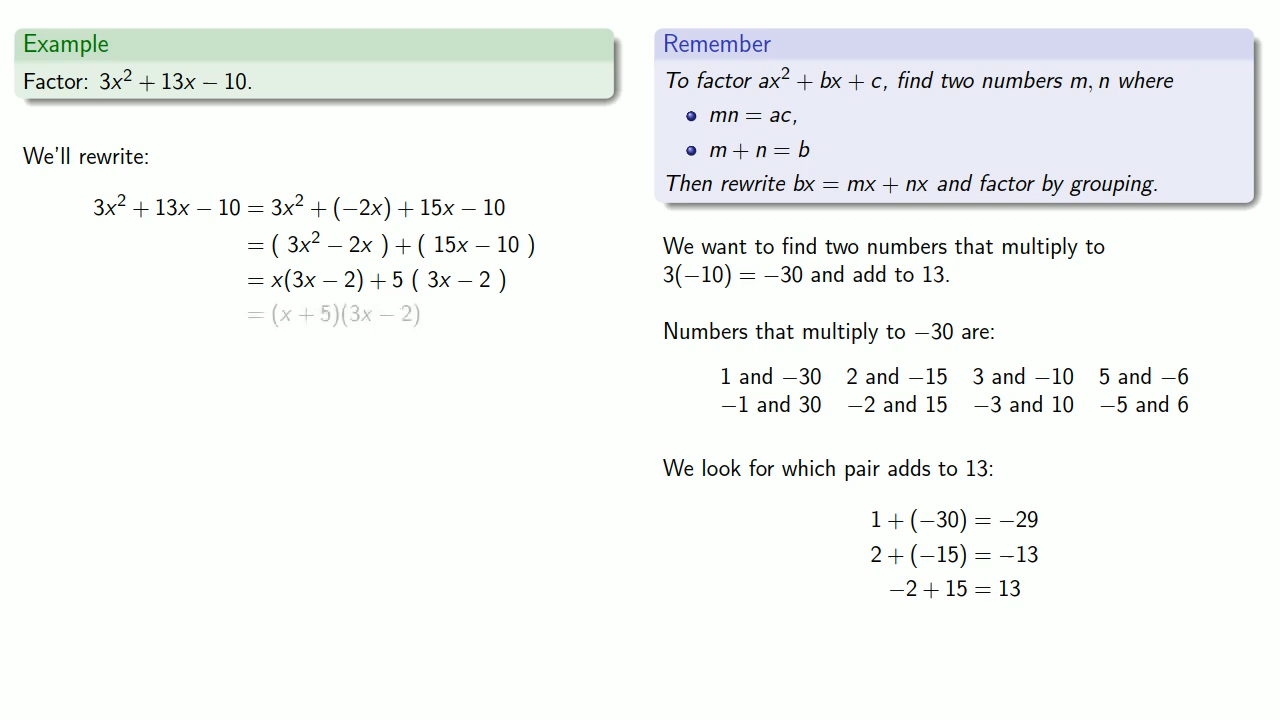 Example
Factor: 3x² + 13x − 10.
We'll rewrite:
3x² + 13x − 10 = 3x² + (−2x) + 15x − 10
= ( 3x² − 2x ) + ( 15x − 10 )
= x(3x − 2) + 5 ( 3x − 2 )
= (x + 5)(3x − 2)
Remember
To factor ax² + bx + c, find two numbers m, n where
• mn = ac,
• m + n = b
Then rewrite bx = mx + nx and factor by grouping.
We want to find two numbers that multiply to
3(−10) = −30 and add to 13.
Numbers that multiply to −30 are:
1 and −30 2 and −15 3 and −10 5 and −6
−1 and 30 −2 and 15 −3 and 10 −5 and 6
We look for which pair adds to 13:
1 + (−30) = −29
2 + (−15) = −13
−2 + 15 = 13